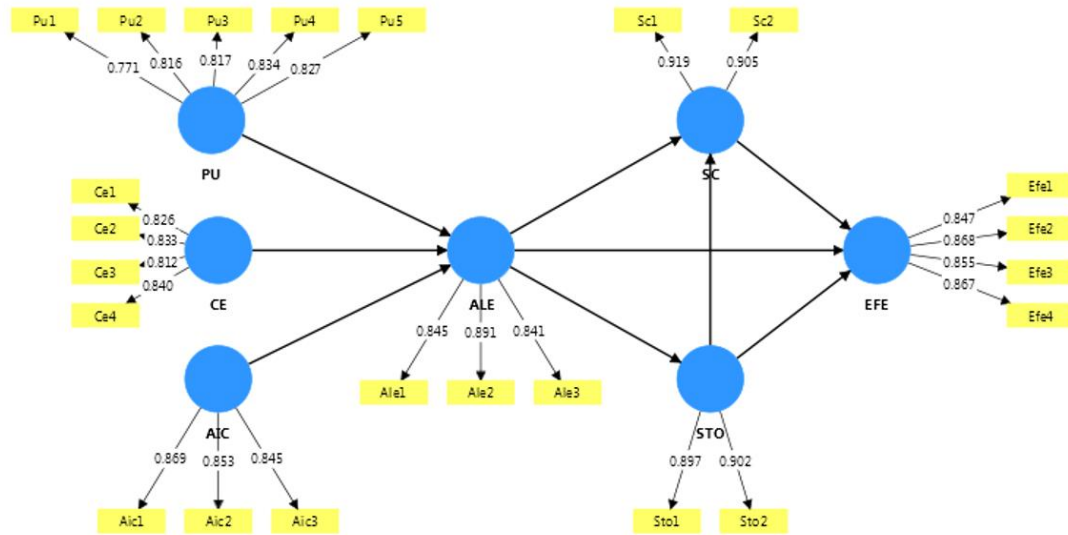 Pu1
Pu2
Pu3
Pu4
Pu5
0.771
0.816
0.817
0.834
0.827
PU
Sc1
Sc2
0.919
0.905
SC
Ce1
Ce2
Ce3
Ce4
0.826
0.833
0.812
0.840
CE
ALE
0.845
0.891
0.841
Ale1
Ale2
Ale3
EFE
0.847
0.868
0.855
0.867
Efe1
Efe2
Efe3
Efe4
AIC
0.869
0.853
0.845
Aic1
Aic2
Aic3
STO
0.897
0.902
Sto1
Sto2